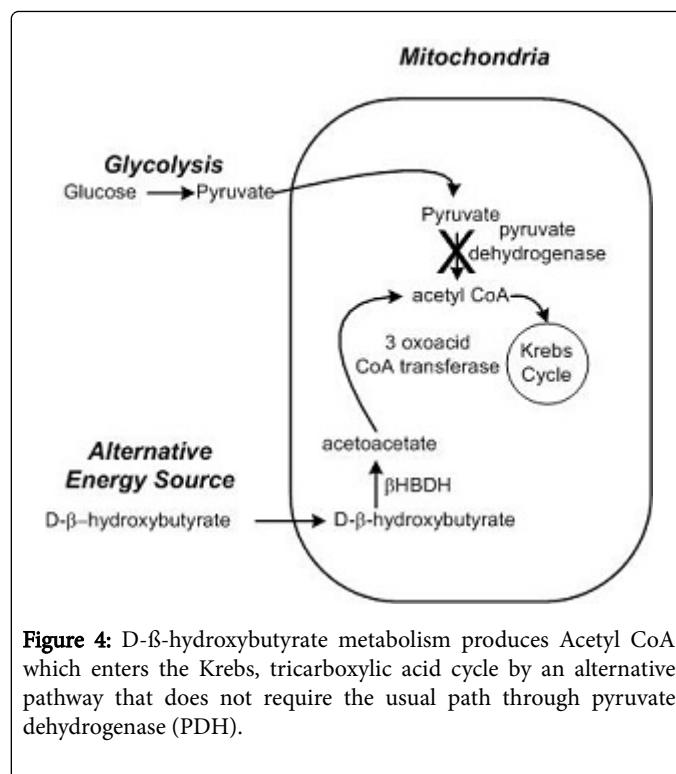 Mitochondria
Glycolysis
Glucose
Pyruvate
Pyruvate
pyruvate
dehydrogenase
acetyl CoA
3 oxoacid
CoA transferase
Krebs
Cycle
acetoacetate
Alternative
Energy Source
βHBDH
D-β-hydroxybutyrate
D-β-hydroxybutyrate
Figure 4: D-ß-hydroxybutyrate metabolism produces Acetyl CoA
which enters the Krebs, tricarboxylic acid cycle by an alternative
pathway that does not require the usual path through pyruvate
dehydrogenase (PDH).